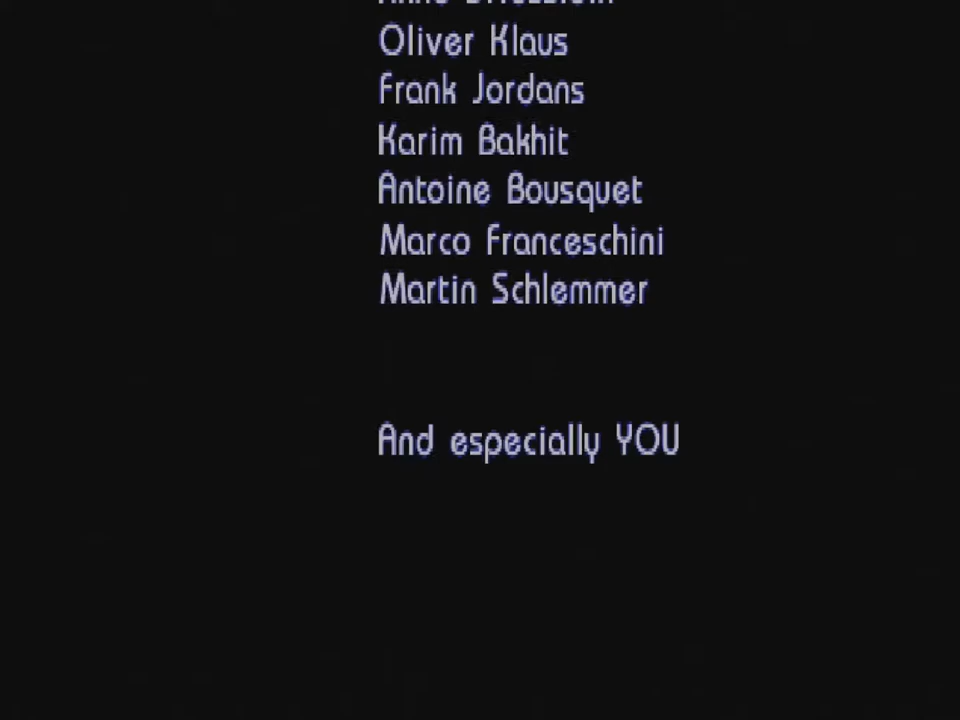 Oliver Klaus
Frank Jordans
Karim Bakhit
Antoine Bousquet
Marco Franceschini
Martin Schlemmer
And especially YOU